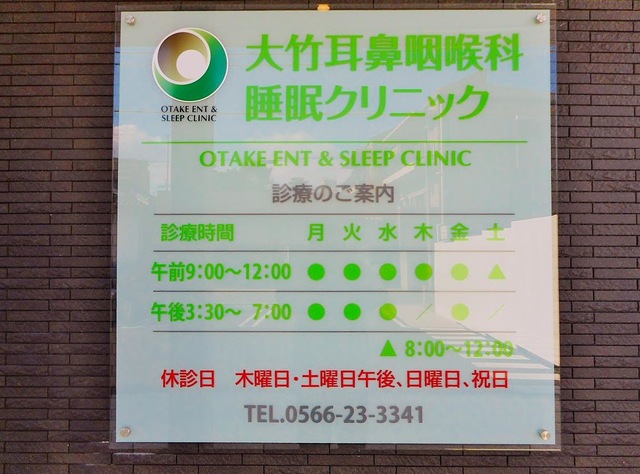 大竹耳鼻咽喉科
睡眠クリニック
OTAKE ENT &
SLEEP CLINIC
OTAKE ENT & SLEEP CLINIC
診療のご案内
診療時間 月 火 水 木 金 土
午前9:00〜12:00 ● ● ● ● ● ▲
午後3:30〜 7:00 ● ● ● ／ ● ／
▲ 8:00〜12:00
休診日 木曜日・土曜日午後、日曜日、祝日
TEL.0566-23-3341